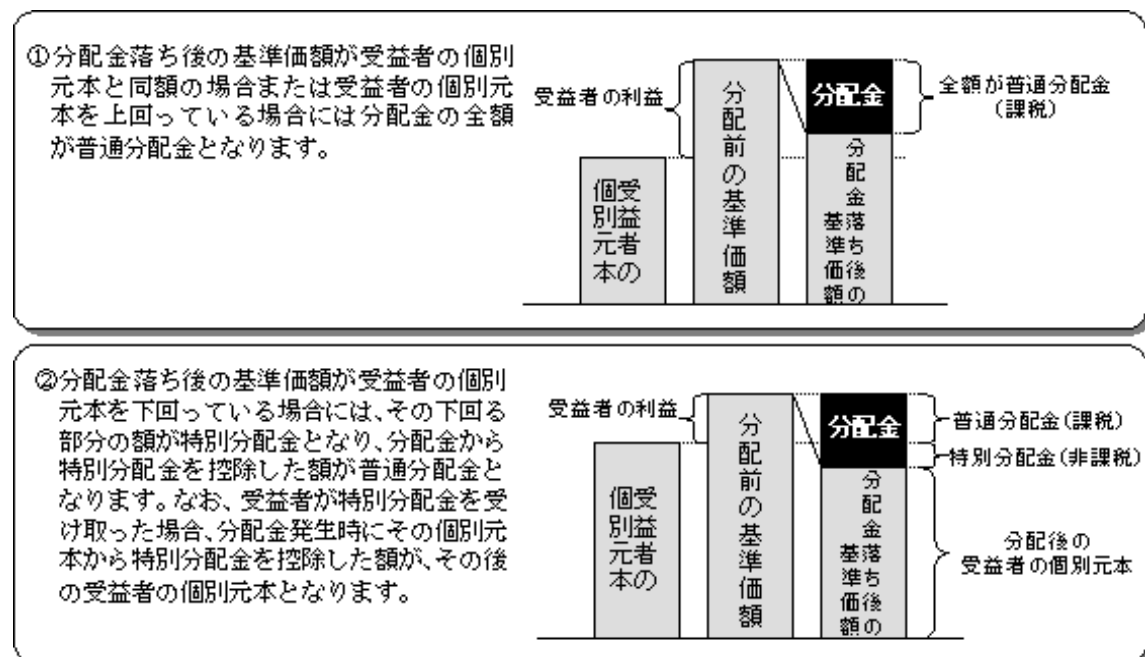 ①分配金落ち後の基準価額が受益者の個別
元本と同額の場合または受益者の個別元
本を上回っている場合には分配金の全額
が普通分配金となります。
受益者の利益
受益者の
個別元本
分配前の基準価額
分配金
分配金落ち後の
基準価額
全額が普通分配金
(課税)
②分配金落ち後の基準価額が受益者の個別
元本を下回っている場合には、その下回る
部分の額が特別分配金となり、分配金から
特別分配金を控除した額が普通分配金と
なります。なお、受益者が特別分配金を受
け取った場合、分配金発生時にその個別元
本から特別分配金を控除した額が、その後
の受益者の個別元本となります。
受益者の利益
受益者の
個別元本
分配前の基準価額
分配金
分配金落ち後の
基準価額
普通分配金(課税)
特別分配金(非課税)
分配後の
受益者の個別元本